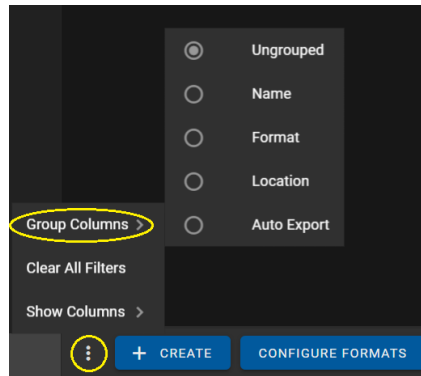 Ungrouped
Name
Format
Location
Auto Export
Group Columns >
Clear All Filters
Show Columns >
+ CREATE
CONFIGURE FORMATS